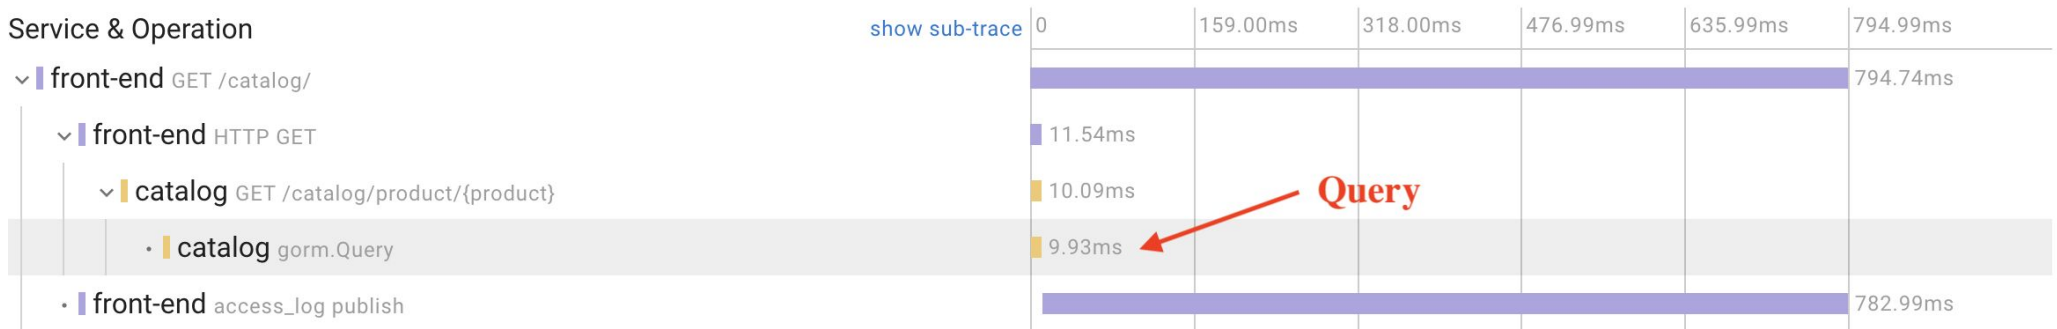 Service & Operation show sub-trace 0 159.00ms 318.00ms 476.99ms 635.99ms 794.99ms
front-end GET /catalog/ 794.74ms
front-end HTTP GET 11.54ms
catalog GET /catalog/product/{product} 10.09ms Query
catalog gorm.Query 9.93ms
front-end access_log publish 782.99ms